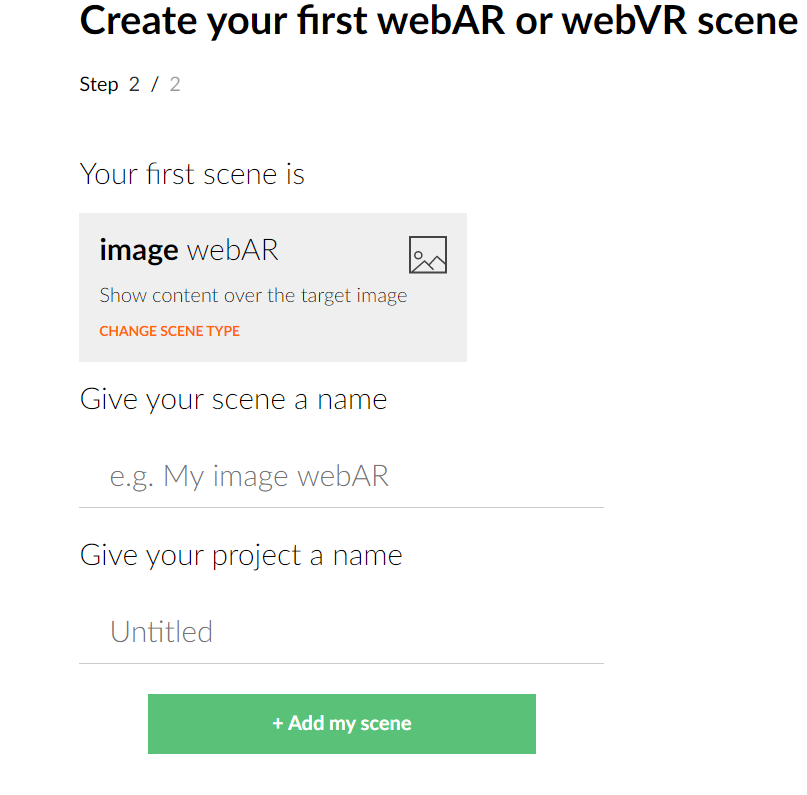 Create your first webAR or webVR scene
Step 2 / 2
Your first scene is
image webAR
Show content over the target image
CHANGE SCENE TYPE
Give your scene a name
e.g. My image webAR
Give your project a name
Untitled
+ Add my scene